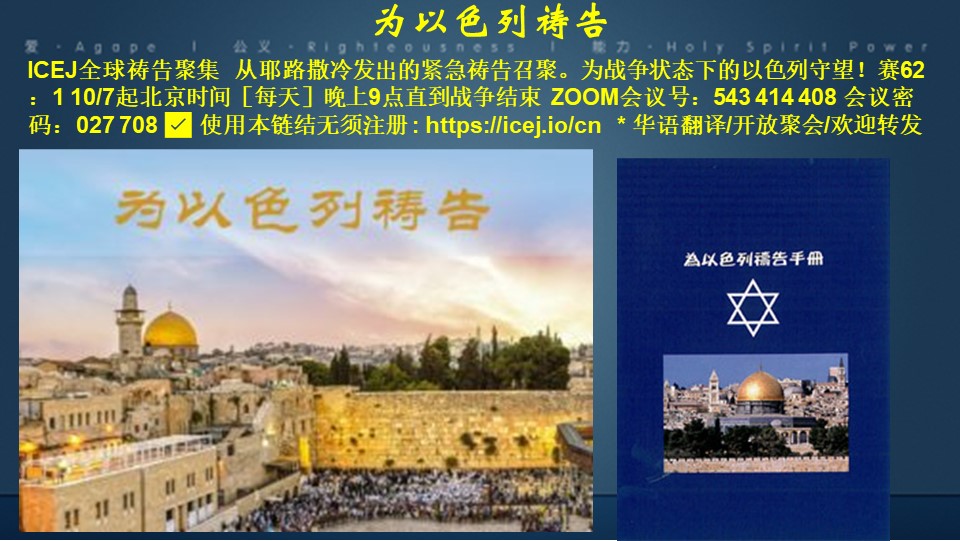 为以色列祷告
爱 · Agape | 公义 · Righteousness | 能力 · Holy Spirit Power
ICEJ全球祷告聚集 从耶路撒冷发出的紧急祷告召聚。为战争状态下的以色列守望！赛62
：1 10/7起北京时间［每天］晚上9点直到战争结束 ZOOM会议号：543 414 408 会议密
码：027 708 ✅ 使用本链结无须注册 : https://icej.io/cn * 华语翻译/开放聚会/欢迎转发
为以色列祷告
為以色列禱告手冊